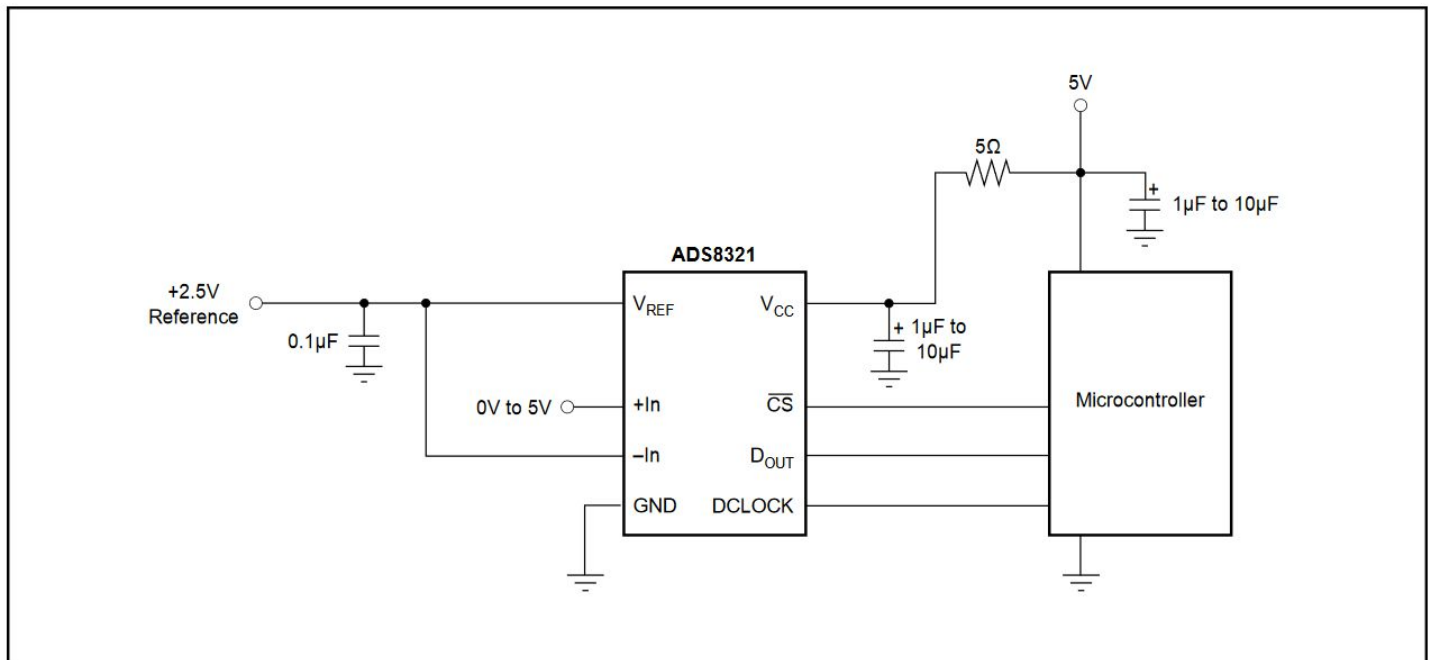 5V
5Ω
+
1µF to 10µF
ADS8321
+2.5V
Reference
0.1µF
V_REF
V_CC
+ 1µF to
10µF
0V to 5V
+In
C̅S̅
Microcontroller
–In
D_OUT
GND
DCLOCK